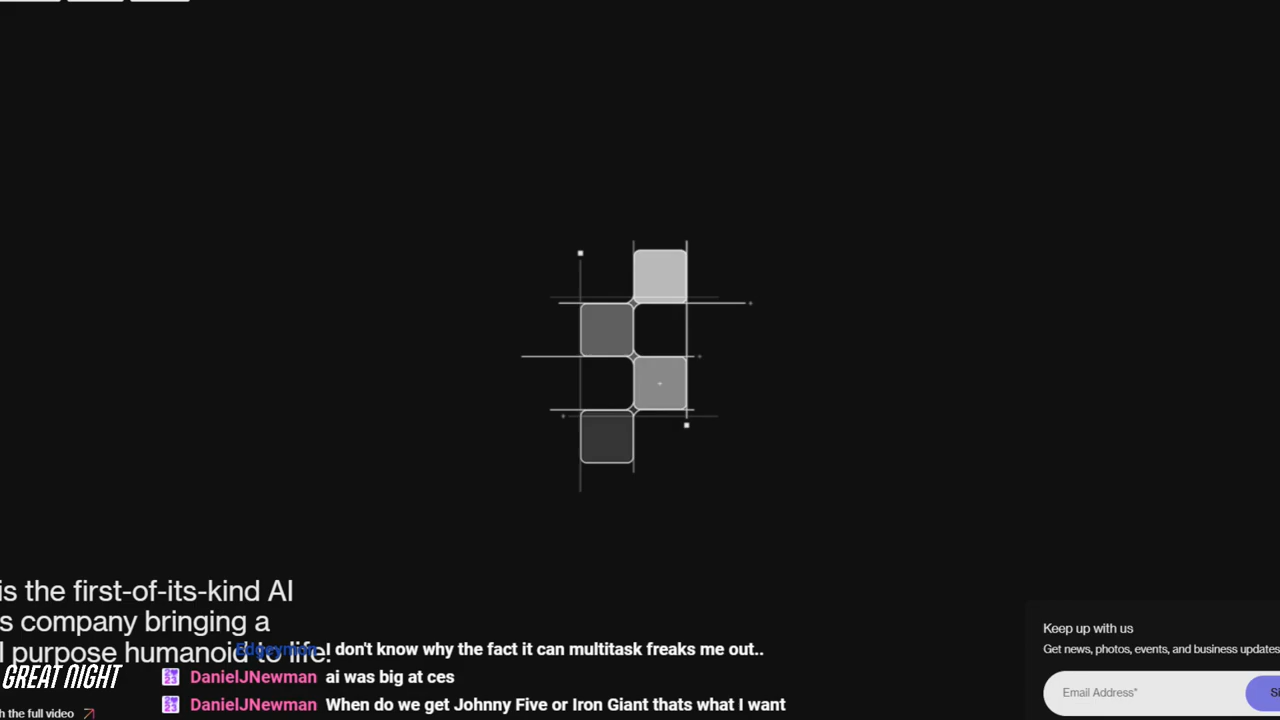 is the first-of-its-kind AI
s company bringing a
l purpose humanoid to life.
Edgeyman: I don't know why the fact it can multitask freaks me out..
GREAT NIGHT
DanielJNewman ai was big at ces
DanielJNewman When do we get Johnny Five or Iron Giant thats what I want
h the full video
Keep up with us
Get news, photos, events, and business updates
Email Address*
Si